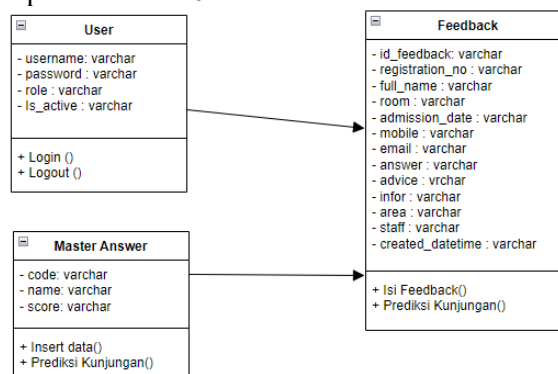 User
- username: varchar
- password : varchar
- role : varchar
- Is_active : varchar
+ Login ()
+ Logout ()
Feedback
- id_feedback: varchar
- registration_no : varchar
- full_name : varchar
- room : varchar
- admission_date : varchar
- mobile : varchar
- email : varchar
- answer : varchar
- advice : vrchar
- infor : varchar
- area : varchar
- staff : varchar
- created_datetime : varchar
+ Isi Feedback()
+ Prediksi Kunjungan()
Master Answer
- code: varchar
- name: varchar
- score: varchar
+ Insert data()
+ Prediksi Kunjungan()